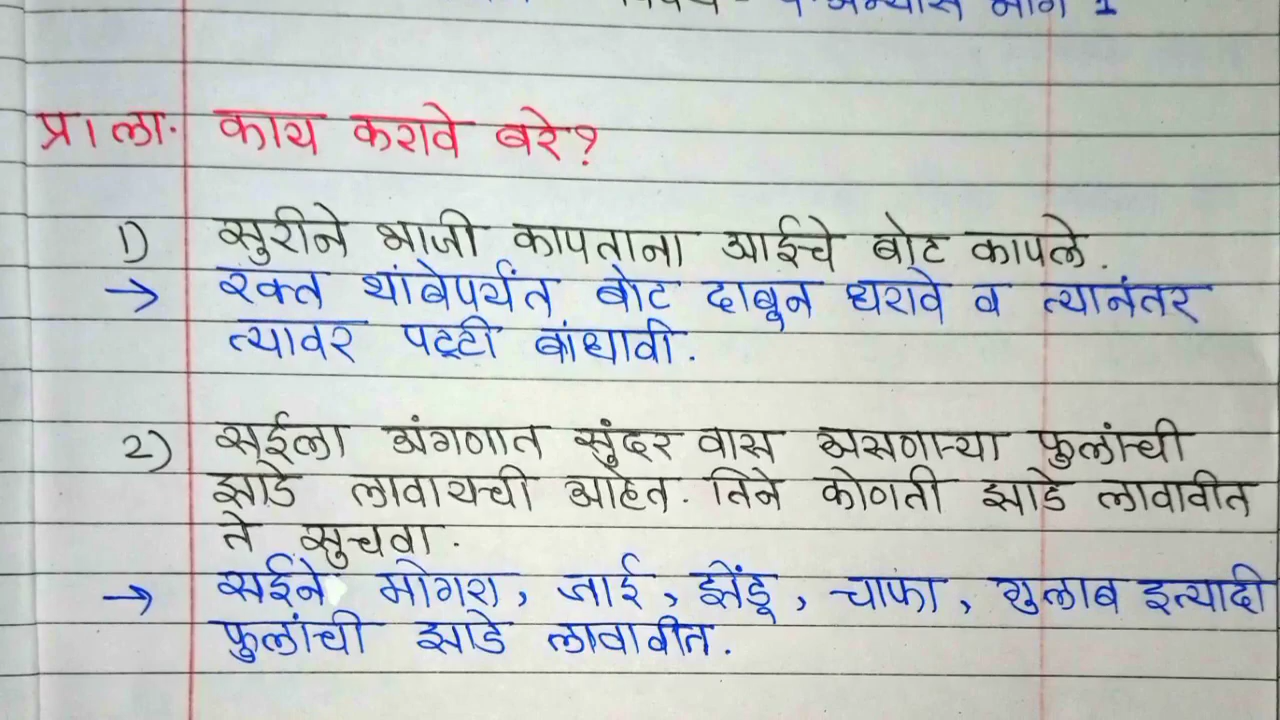 भाग 1
प्र।ला. काय करावे बरे?
1) सुरीने भाजी कापताना आईचे बोट कापले.
→ रक्त थांबेपर्यंत बोट दाबून धरावे व त्यानंतर
त्यावर पट्टी बांधावी.
2) सईला अंगणात सुंदर वास असणाऱ्या फुलांची
झाडे लावायची आहेत. तिने कोणती झाडे लावावीत
ते सुचवा.
→ सईने मोगरा, जाई, झेंडू, चाफा, गुलाब इत्यादी
फुलांची झाडे लावावीत.